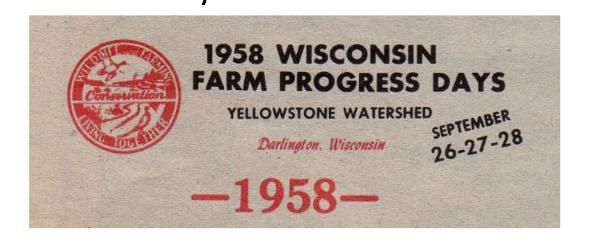 WILDLIFE FARMING
Conservation
LIVING TOGETHER
1958 WISCONSIN
FARM PROGRESS DAYS
YELLOWSTONE WATERSHED
Darlington, Wisconsin
SEPTEMBER
26-27-28
—1958—